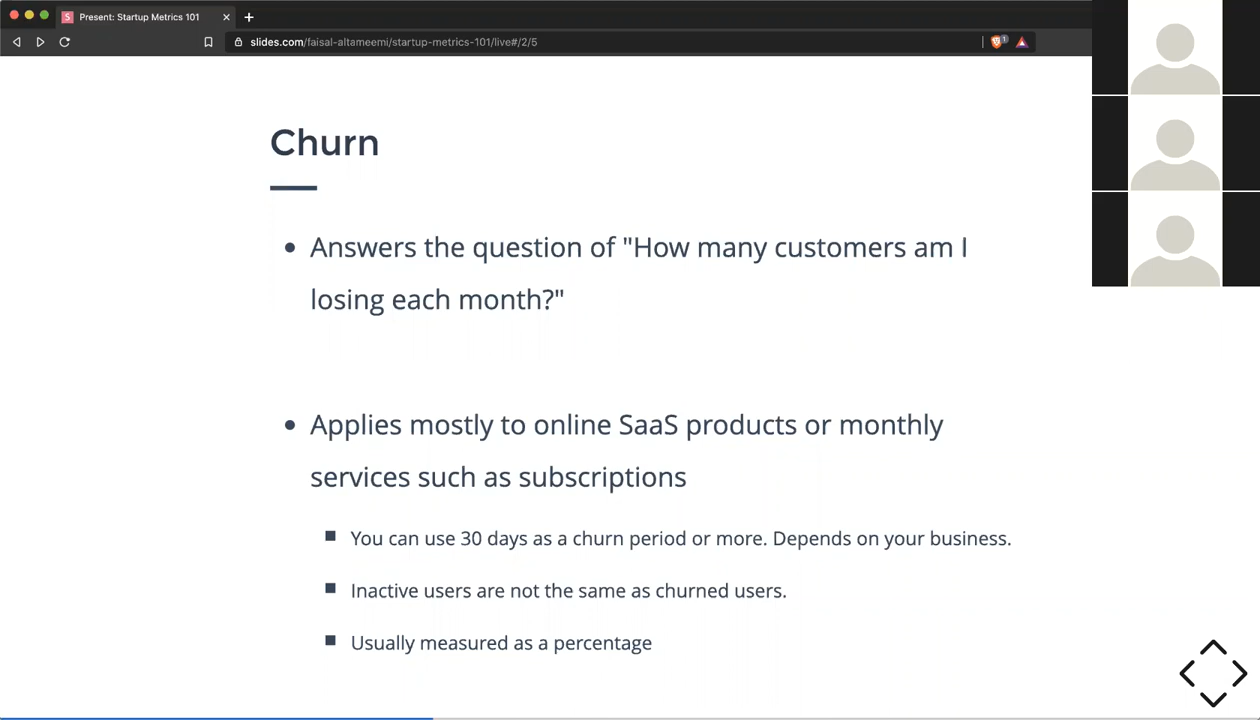 Present: Startup Metrics 101
slides.com/faisal-altameemi/startup-metrics-101/live#/2/5
1
Churn
Answers the question of "How many customers am I
losing each month?"
Applies mostly to online SaaS products or monthly
services such as subscriptions
You can use 30 days as a churn period or more. Depends on your business.
Inactive users are not the same as churned users.
Usually measured as a percentage